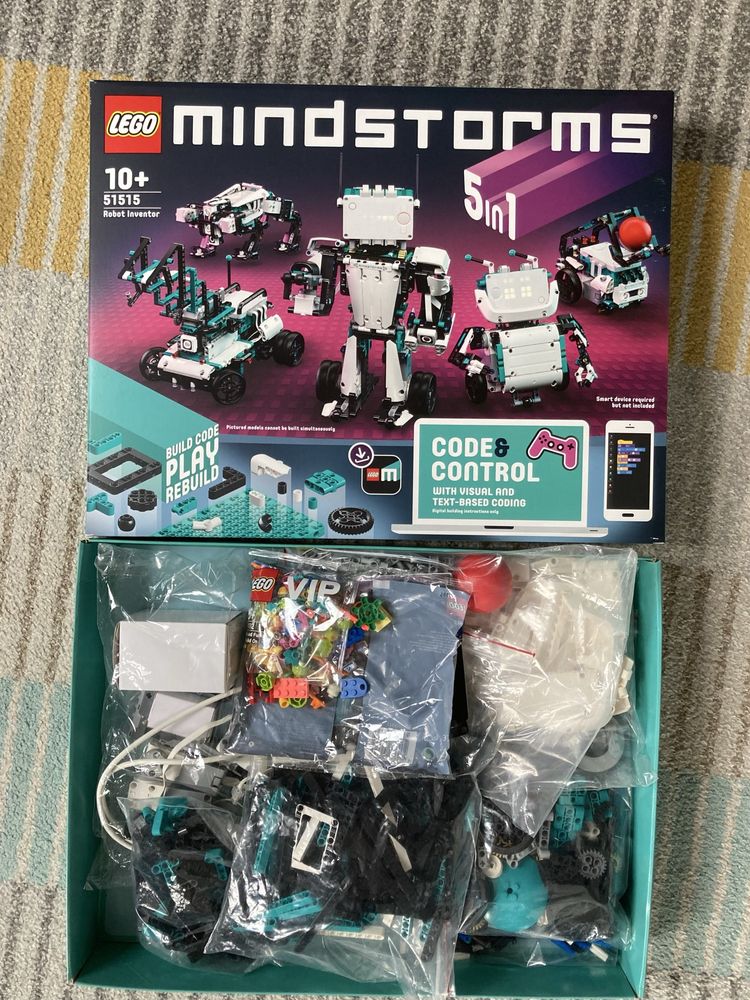 LEGO
MINDSTORMS®
10+
51515
Robot Inventor
5in1
Smart device required
but not included
Pictured models cannot be built simultaneously
BUILD CODE
PLAY
REBUILD
LEGO
m
CODE&
CONTROL
WITH VISUAL AND
TEXT-BASED CODING
Digital building instructions only
LEGO
VIP